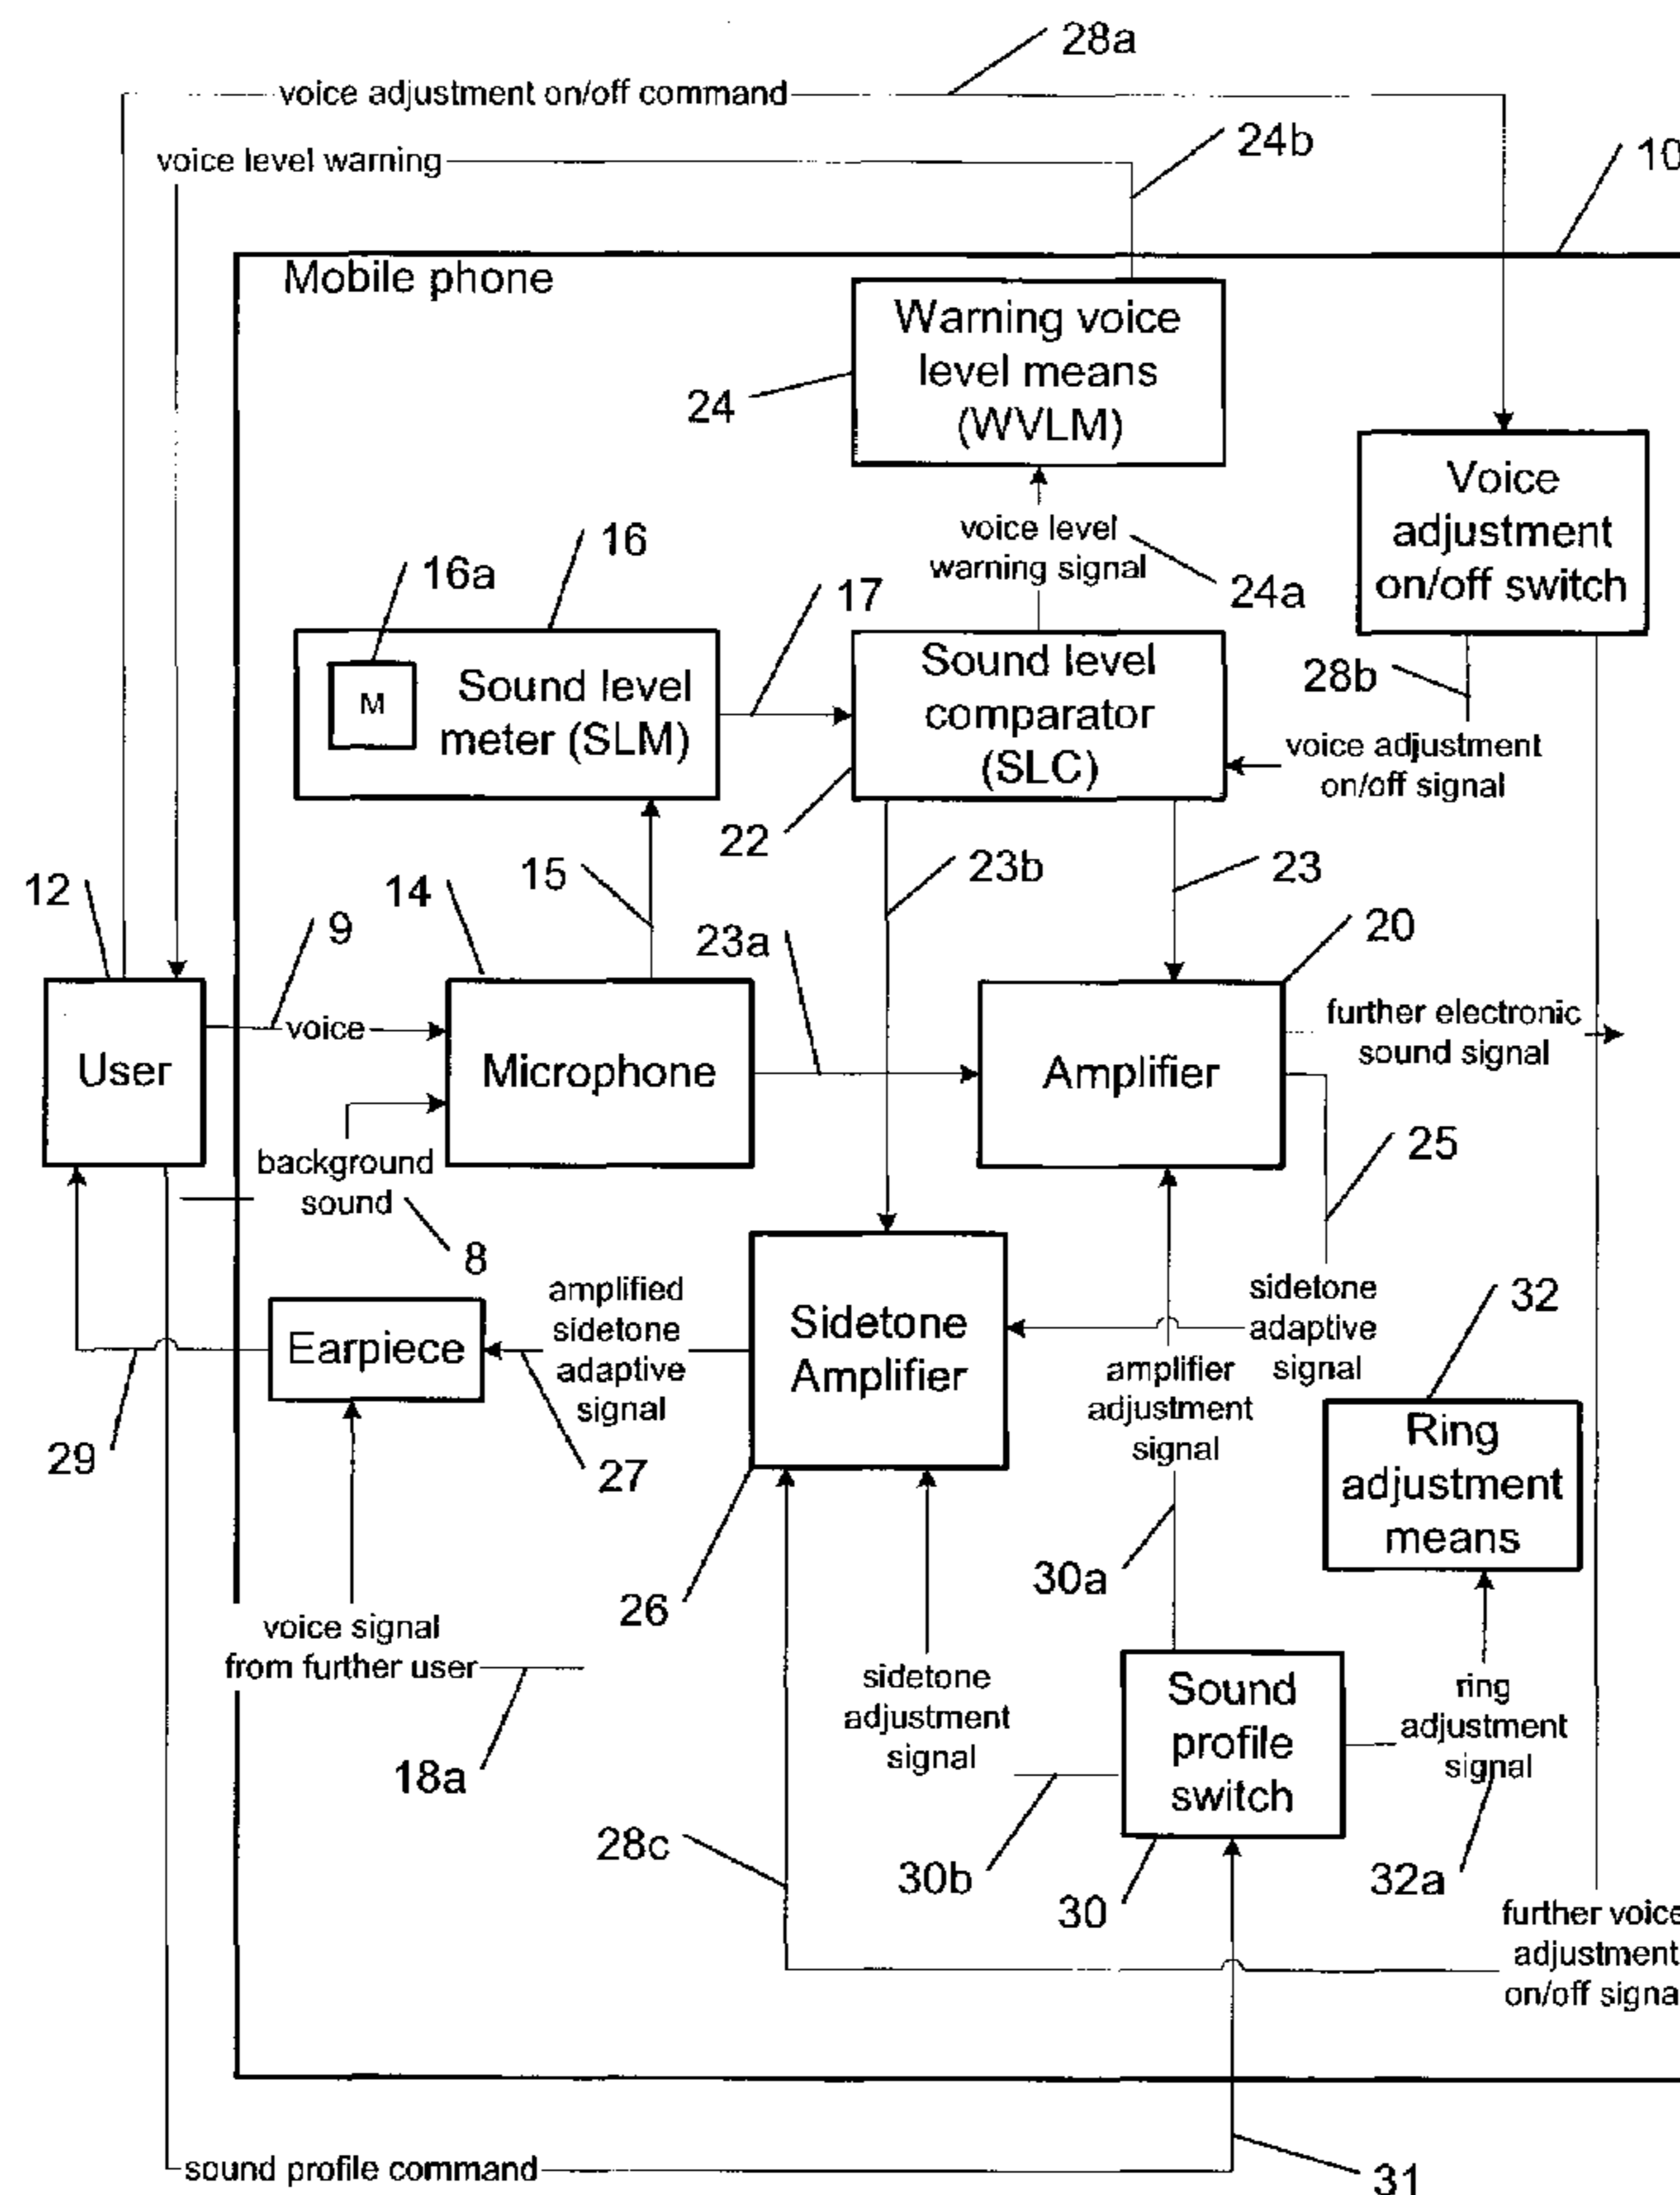 28a
voice adjustment on/off command
24b
voice level warning
10
Mobile phone
Warning voice
level means
(WVLM)
24
Voice
adjustment
on/off switch
voice level
warning signal
24a
16
16a
17
M
Sound level
meter (SLM)
Sound level
comparator
(SLC)
28b
voice adjustment
on/off signal
22
15
23b
23
12
14
9
23a
20
User
voice
Microphone
Amplifier
further electronic
sound signal
background
sound
8
25
amplified
sidetone
adaptive
signal
Sidetone
Amplifier
sidetone
adaptive
signal
32
Earpiece
amplifier
adjustment
signal
Ring
adjustment
means
29
27
30a
26
voice signal
from further user
sidetone
adjustment
signal
Sound
profile
switch
ring
adjustment
signal
18a
28c
30b
30
32a
further voice
adjustment
on/off signa
sound profile command
31